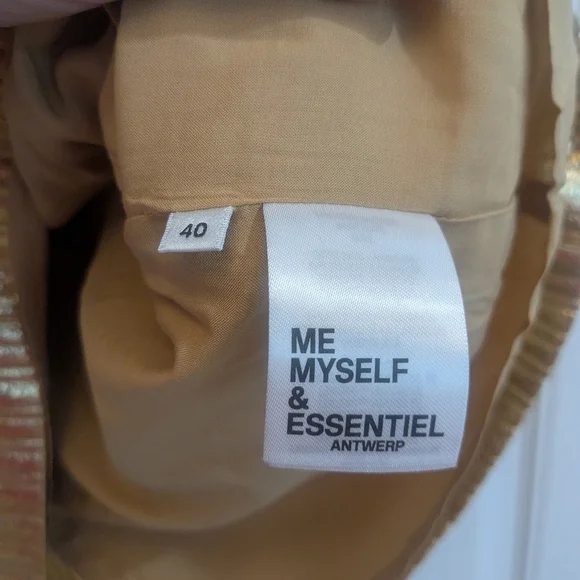 40
ME
MYSELF
&
ESSENTIEL
ANTWERP